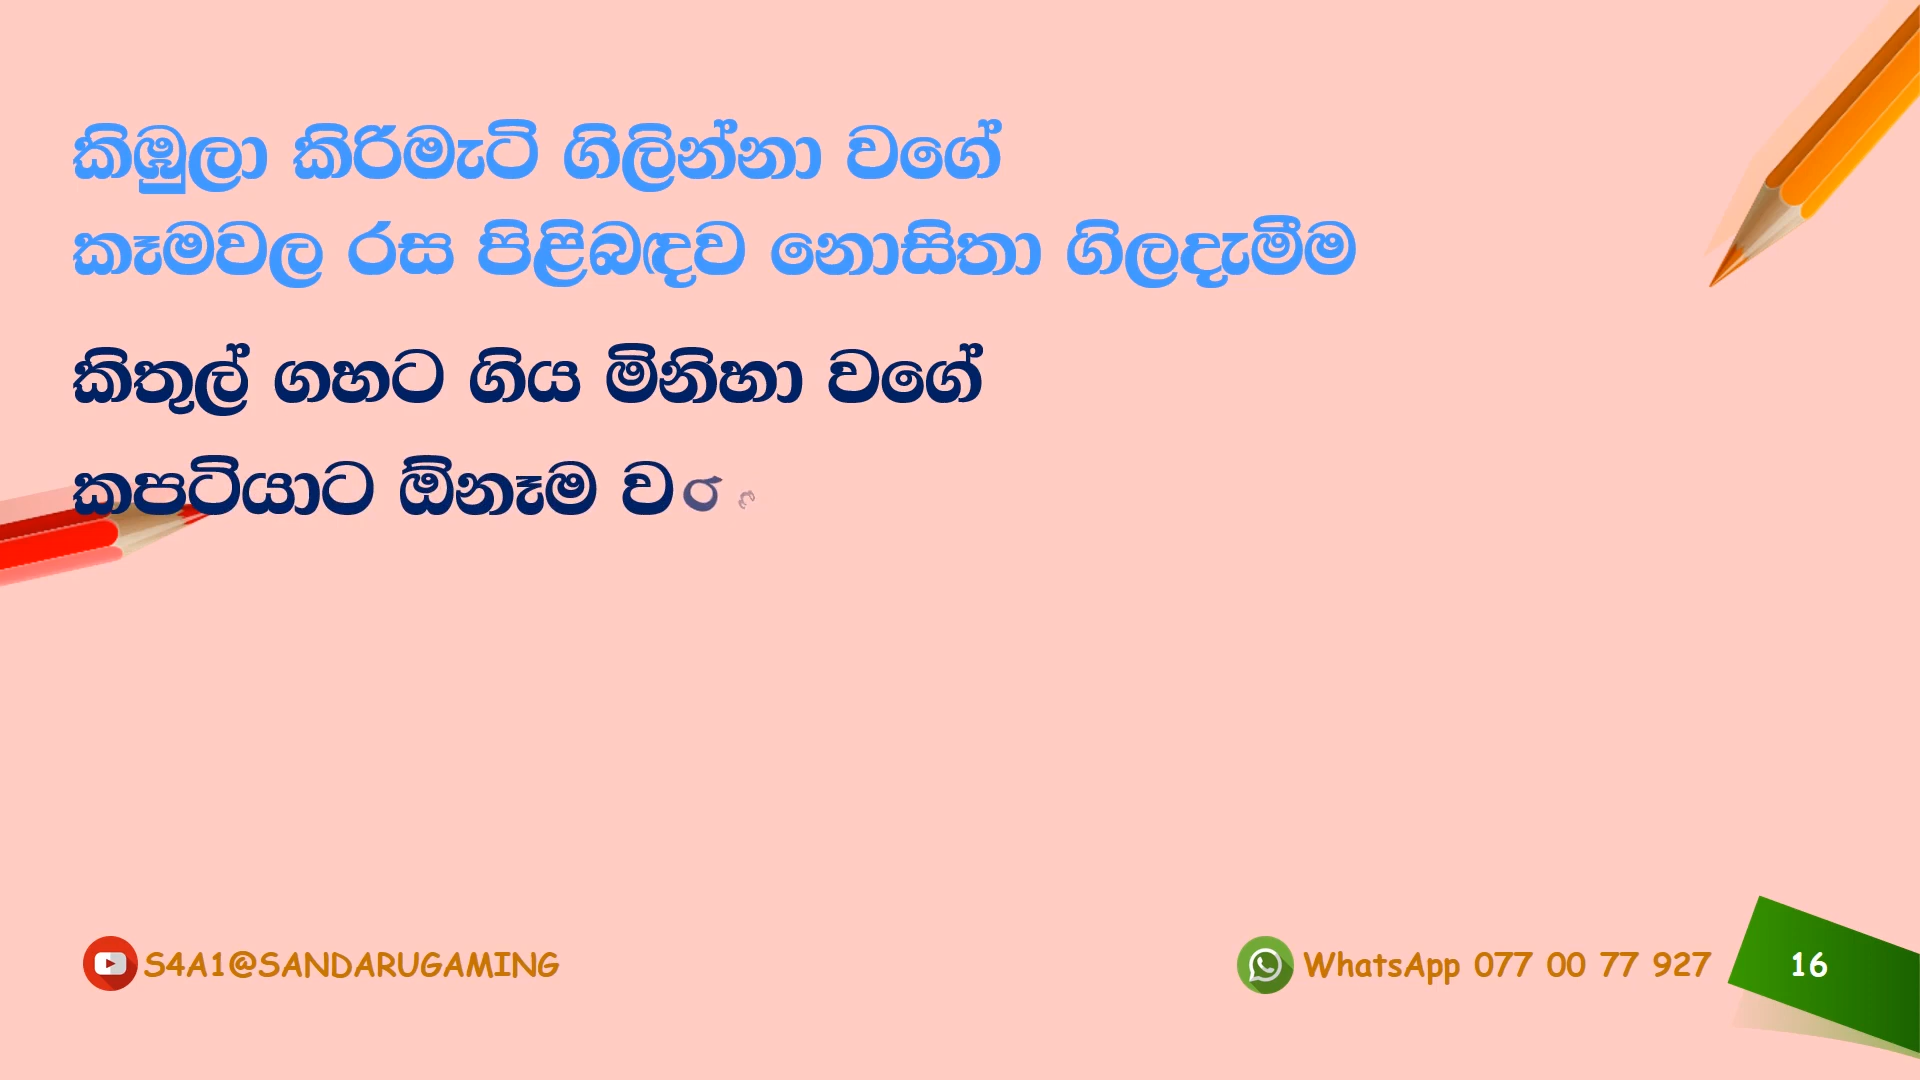 කිඹුලා කිරිමැටි ගිලින්නා වගේ
කෑමවල රස පිළිබඳව නොසිතා ගිලදැමීම
කිතුල් ගහට ගිය මිනිහා වගේ
කපටියාට ඕනෑම
S4A1@SANDARUGAMING
WhatsApp 077 00 77 927
16